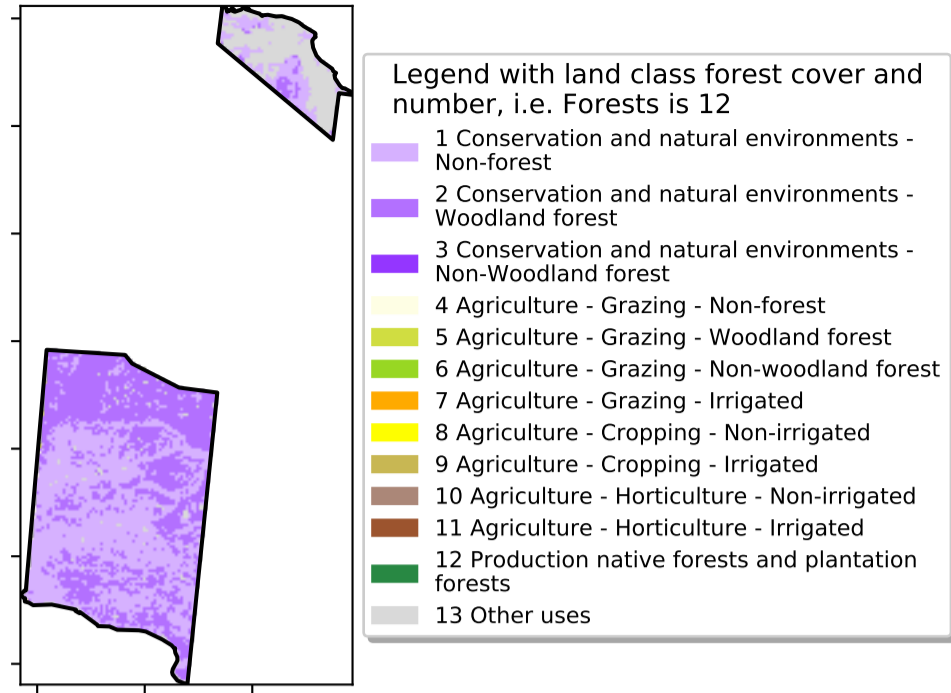 Legend with land class forest cover and
number, i.e. Forests is 12
1 Conservation and natural environments -
Non-forest
2 Conservation and natural environments -
Woodland forest
3 Conservation and natural environments -
Non-Woodland forest
4 Agriculture - Grazing - Non-forest
5 Agriculture - Grazing - Woodland forest
6 Agriculture - Grazing - Non-woodland forest
7 Agriculture - Grazing - Irrigated
8 Agriculture - Cropping - Non-irrigated
9 Agriculture - Cropping - Irrigated
10 Agriculture - Horticulture - Non-irrigated
11 Agriculture - Horticulture - Irrigated
12 Production native forests and plantation
forests
13 Other uses